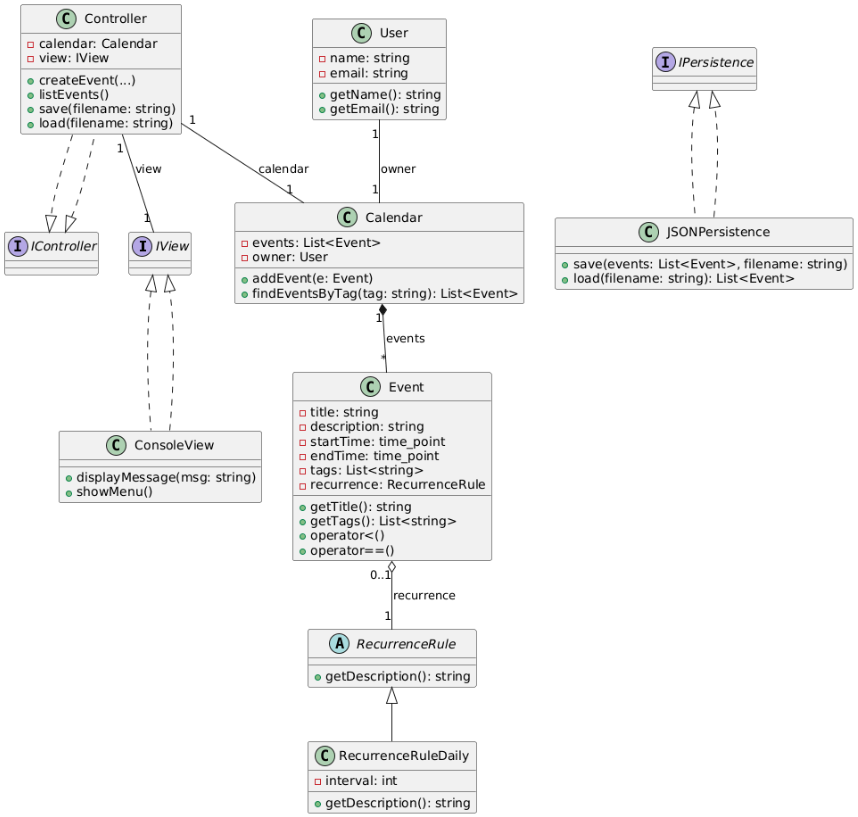 C Controller
calendar: Calendar
view: IView
createEvent(...)
listEvents()
save(filename: string)
load(filename: string)
C User
name: string
email: string
getName(): string
getEmail(): string
I IPersistence
1
1
view
1
calendar
1
1
owner
1
I IController
I IView
C Calendar
events: List<Event>
owner: User
addEvent(e: Event)
findEventsByTag(tag: string): List<Event>
C JSONPersistence
save(events: List<Event>, filename: string)
load(filename: string): List<Event>
1
events
*
C ConsoleView
displayMessage(msg: string)
showMenu()
C Event
title: string
description: string
startTime: time_point
endTime: time_point
tags: List<string>
recurrence: RecurrenceRule
getTitle(): string
getTags(): List<string>
operator<()
operator==()
0..1
recurrence
1
A RecurrenceRule
getDescription(): string
C RecurrenceRuleDaily
interval: int
getDescription(): string